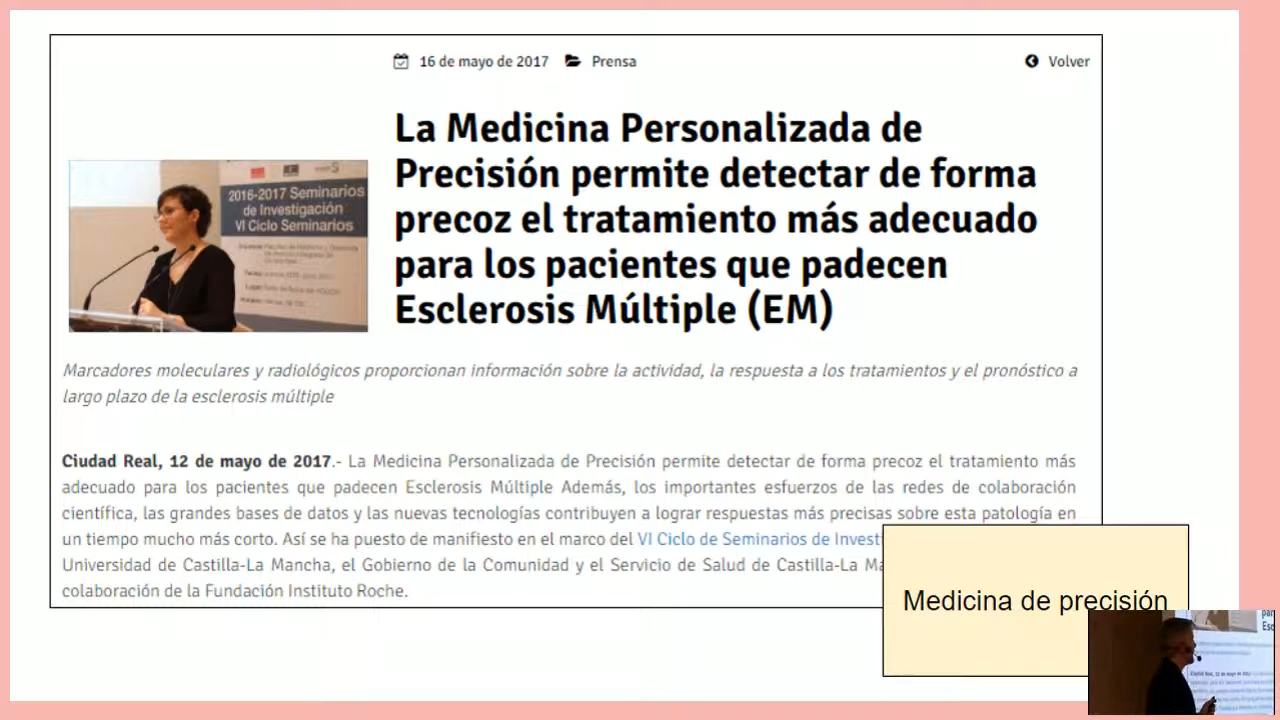 16 de mayo de 2017 Prensa
Volver
La Medicina Personalizada de
Precisión permite detectar de forma
precoz el tratamiento más adecuado
para los pacientes que padecen
Esclerosis Múltiple (EM)
2016-2017 Seminarios
de Investigación
VI Ciclo Seminarios
Marcadores moleculares y radiológicos proporcionan información sobre la actividad, la respuesta a los tratamientos y el pronóstico a
largo plazo de la esclerosis múltiple
Ciudad Real, 12 de mayo de 2017.- La Medicina Personalizada de Precisión permite detectar de forma precoz el tratamiento más
adecuado para los pacientes que padecen Esclerosis Múltiple Además, los importantes esfuerzos de las redes de colaboración
científica, las grandes bases de datos y las nuevas tecnologías contribuyen a lograr respuestas más precisas sobre esta patología en
un tiempo mucho más corto. Así se ha puesto de manifiesto en el marco del VI Ciclo de Seminarios de Invest
Universidad de Castilla-La Mancha, el Gobierno de la Comunidad y el Servicio de Salud de Castilla-La Ma
colaboración de la Fundación Instituto Roche.
Medicina de precisión